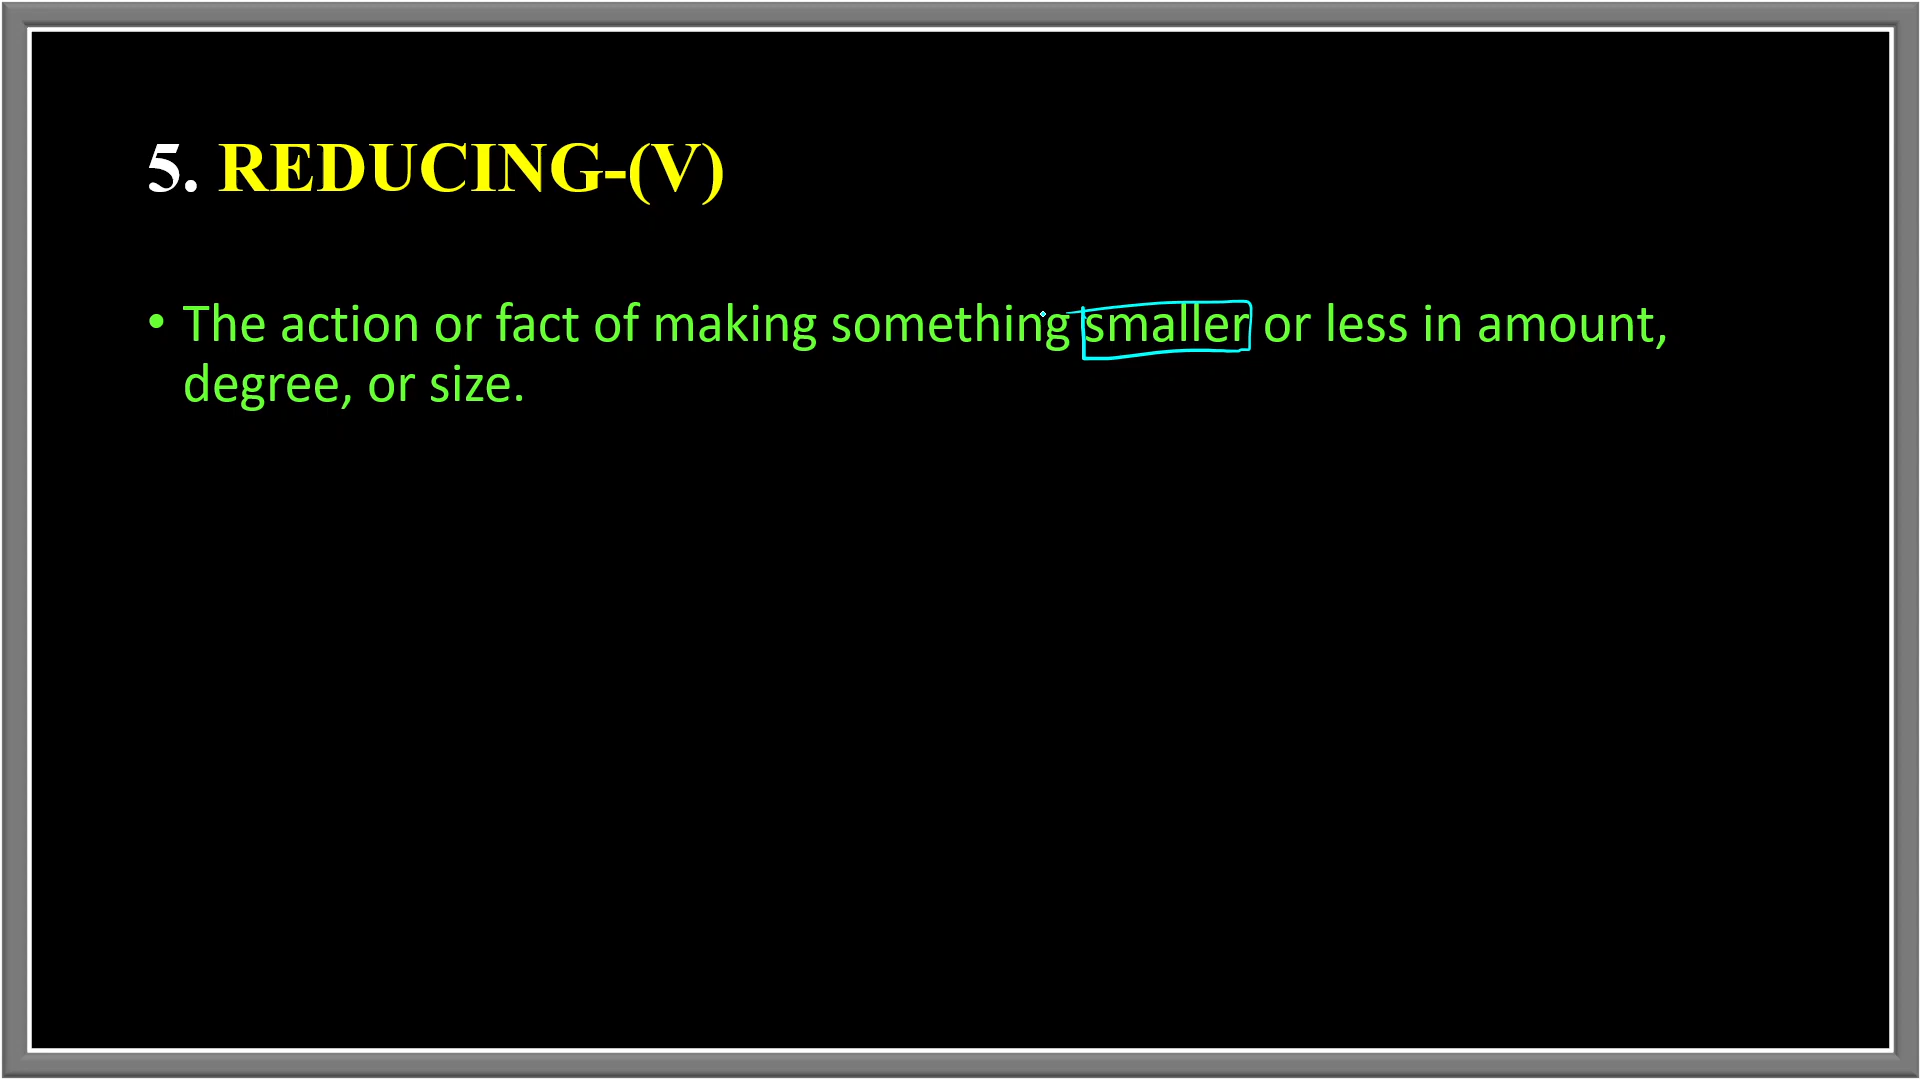 5. REDUCING-(V)
• The action or fact of making something smaller or less in amount,
degree, or size.